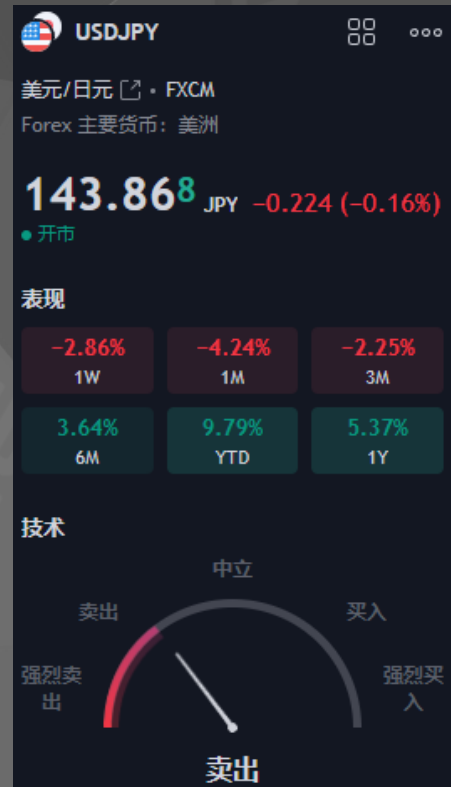 USDJPY
美元/日元 • FXCM
Forex 主要货币: 美洲
143.868 JPY −0.224 (−0.16%)
开市
表现
−2.86% −4.24% −2.25%
1W 1M 3M
3.64% 9.79% 5.37%
6M YTD 1Y
技术
中立
卖出 买入
强烈卖 强烈买
出 入
卖出